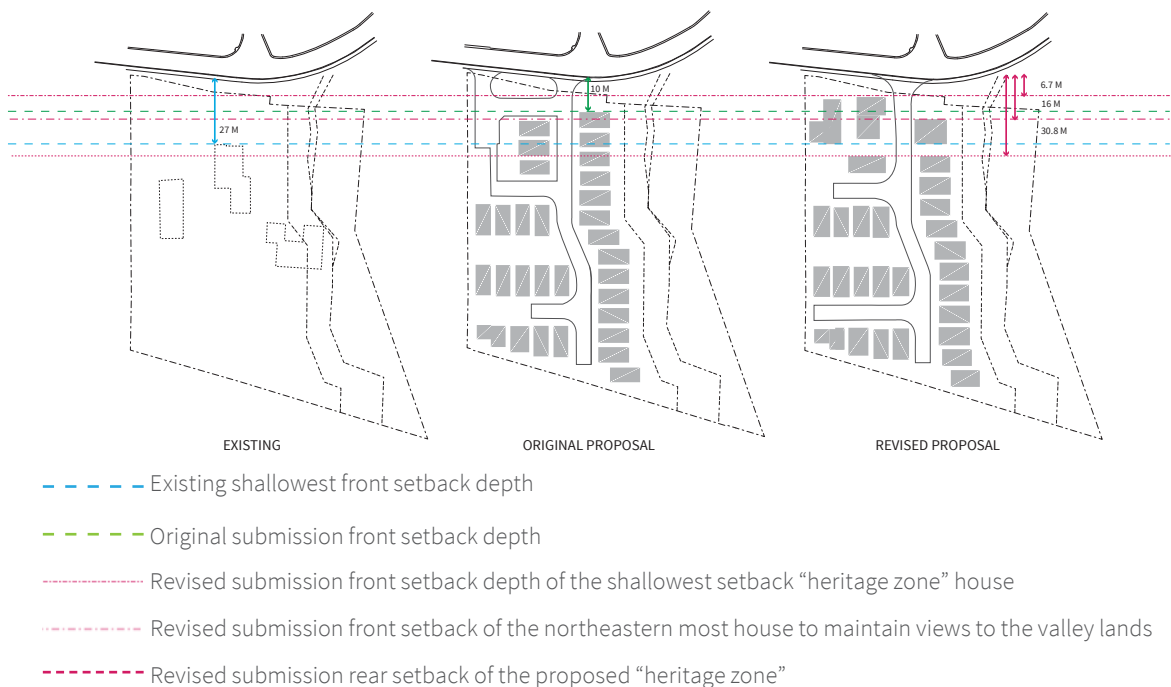 10 M
6.7 M
16 M
27 M
30.8 M
EXISTING
ORIGINAL PROPOSAL
REVISED PROPOSAL
Existing shallowest front setback depth
Original submission front setback depth
Revised submission front setback depth of the shallowest setback “heritage zone” house
Revised submission front setback of the northeastern most house to maintain views to the valley lands
Revised submission rear setback of the proposed “heritage zone”